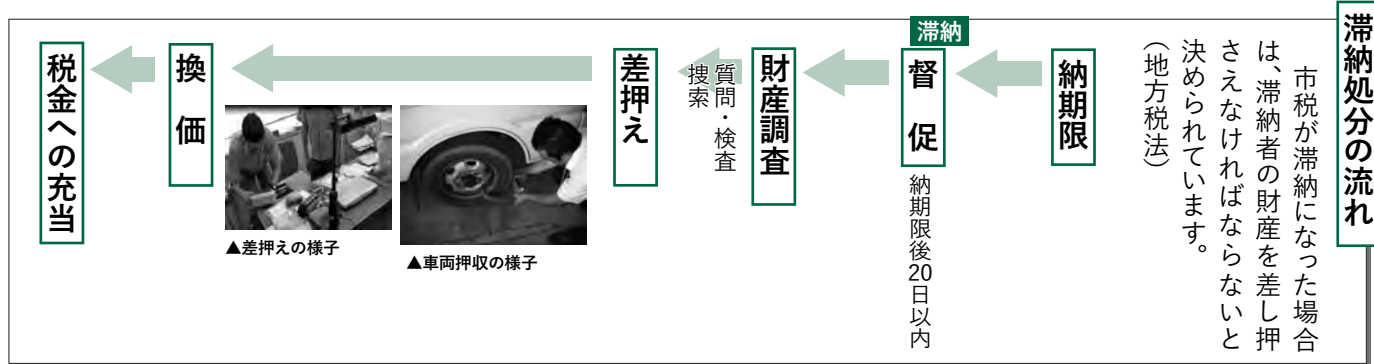 滞納処分の流れ
市税が滞納になった場合
は、滞納者の財産を差し押
さえなければならないと
決められています。
（地方税法）
納期限
滞納
督促
納期限後20日以内
財産調査
質問・検査
捜索
差押え
▲車両押収の様子
▲差押えの様子
換価
税金への充当